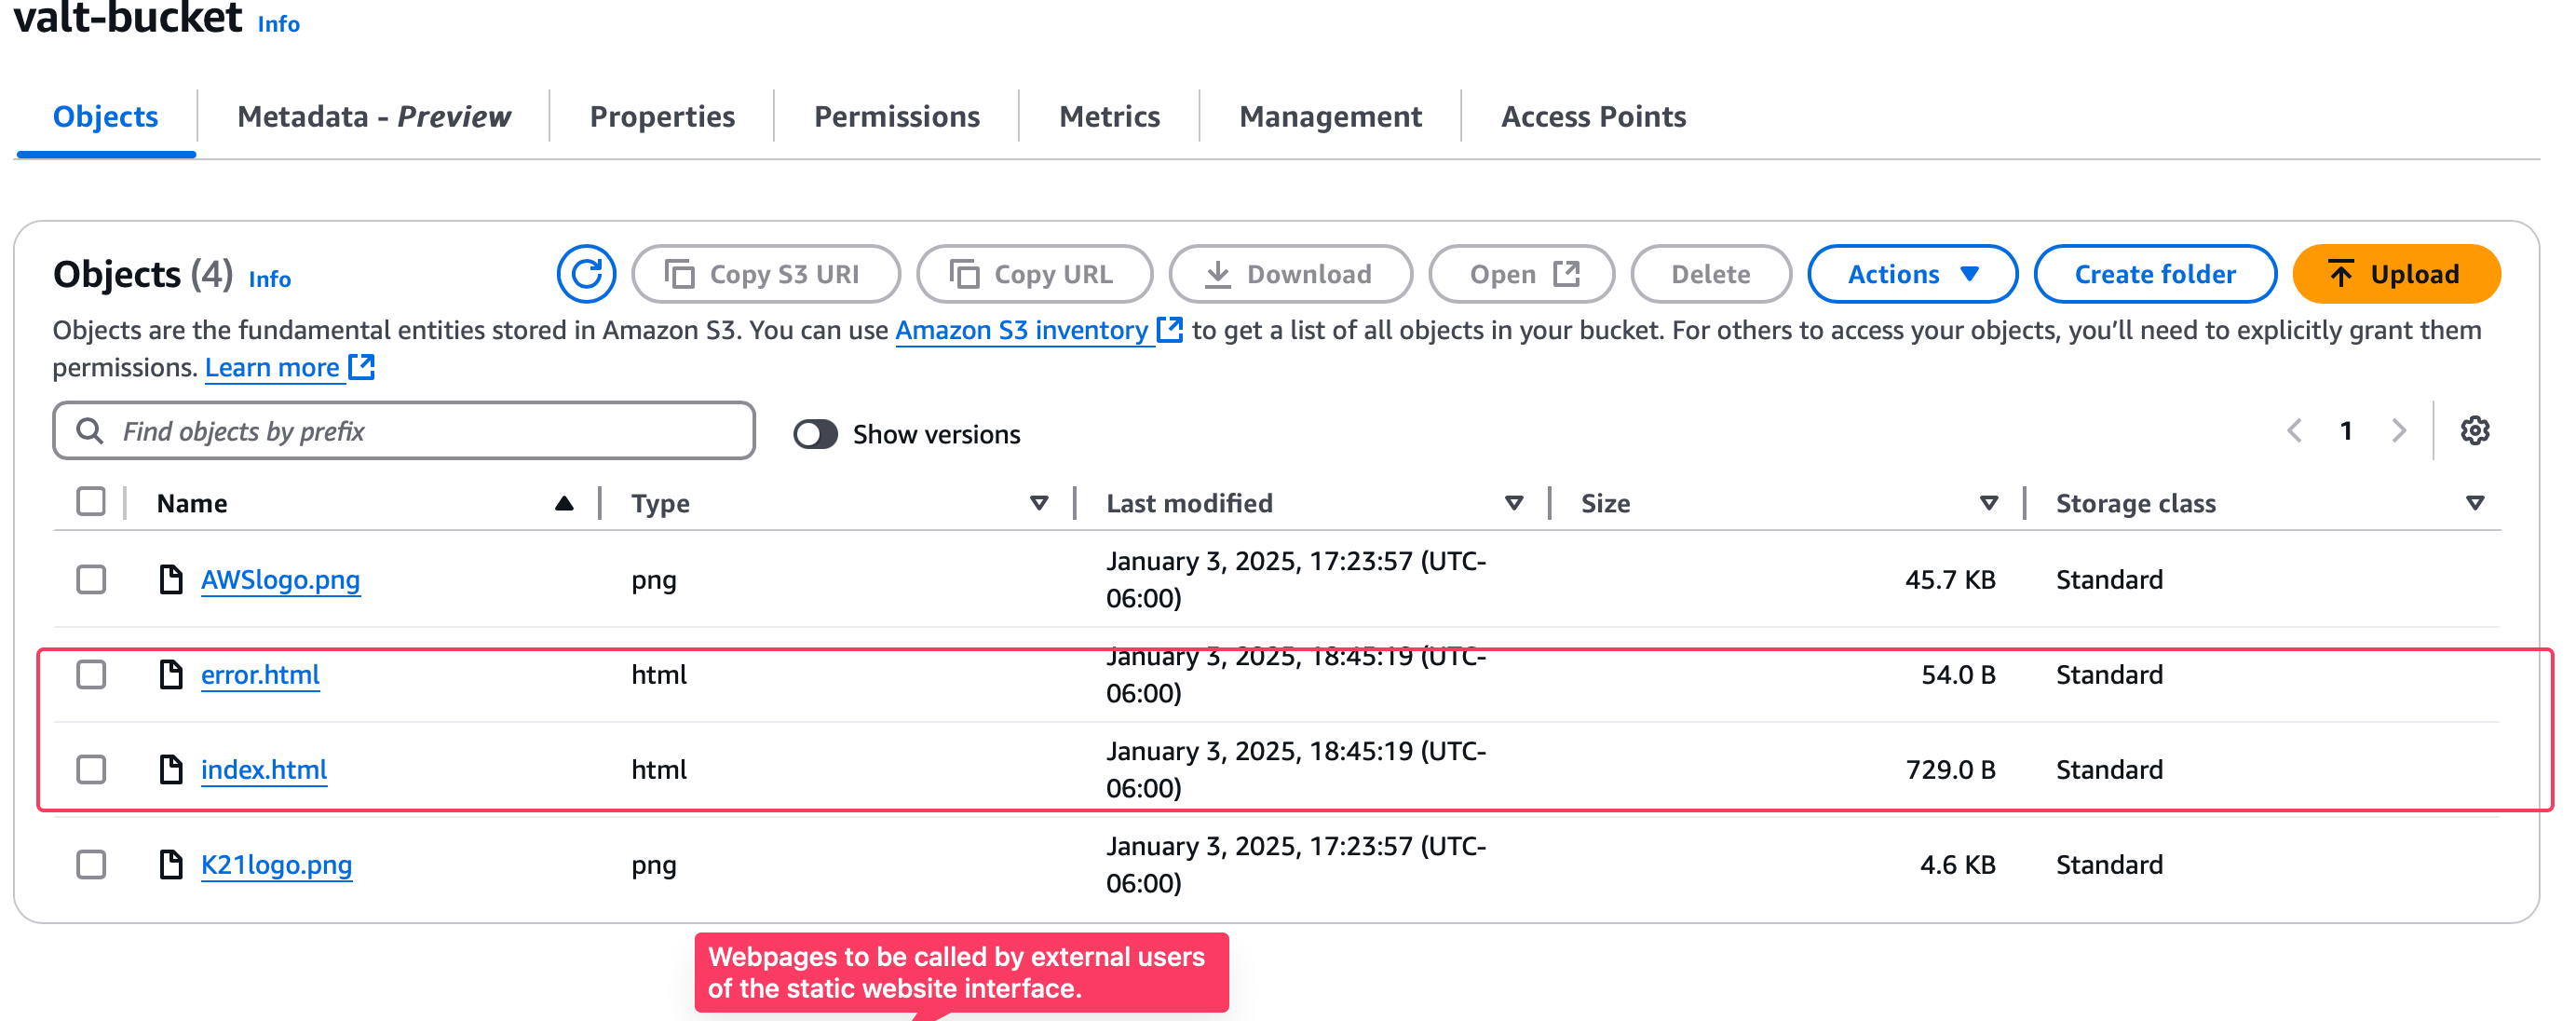 valt-bucket Info
Objects
Metadata - Preview
Properties
Permissions
Metrics
Management
Access Points
Objects (4) Info
Copy S3 URI
Copy URL
Download
Open
Delete
Actions
Create folder
Upload
Objects are the fundamental entities stored in Amazon S3. You can use Amazon S3 inventory to get a list of all objects in your bucket. For others to access your objects, you’ll need to explicitly grant them
permissions. Learn more
Find objects by prefix
Show versions
1
Name
Type
Last modified
Size
Storage class
AWSlogo.png
png
January 3, 2025, 17:23:57 (UTC-
06:00)
45.7 KB
Standard
error.html
html
January 3, 2025, 18:45:19 (UTC-
06:00)
54.0 B
Standard
index.html
html
January 3, 2025, 18:45:19 (UTC-
06:00)
729.0 B
Standard
K21logo.png
png
January 3, 2025, 17:23:57 (UTC-
06:00)
4.6 KB
Standard
Webpages to be called by external users
of the static website interface.